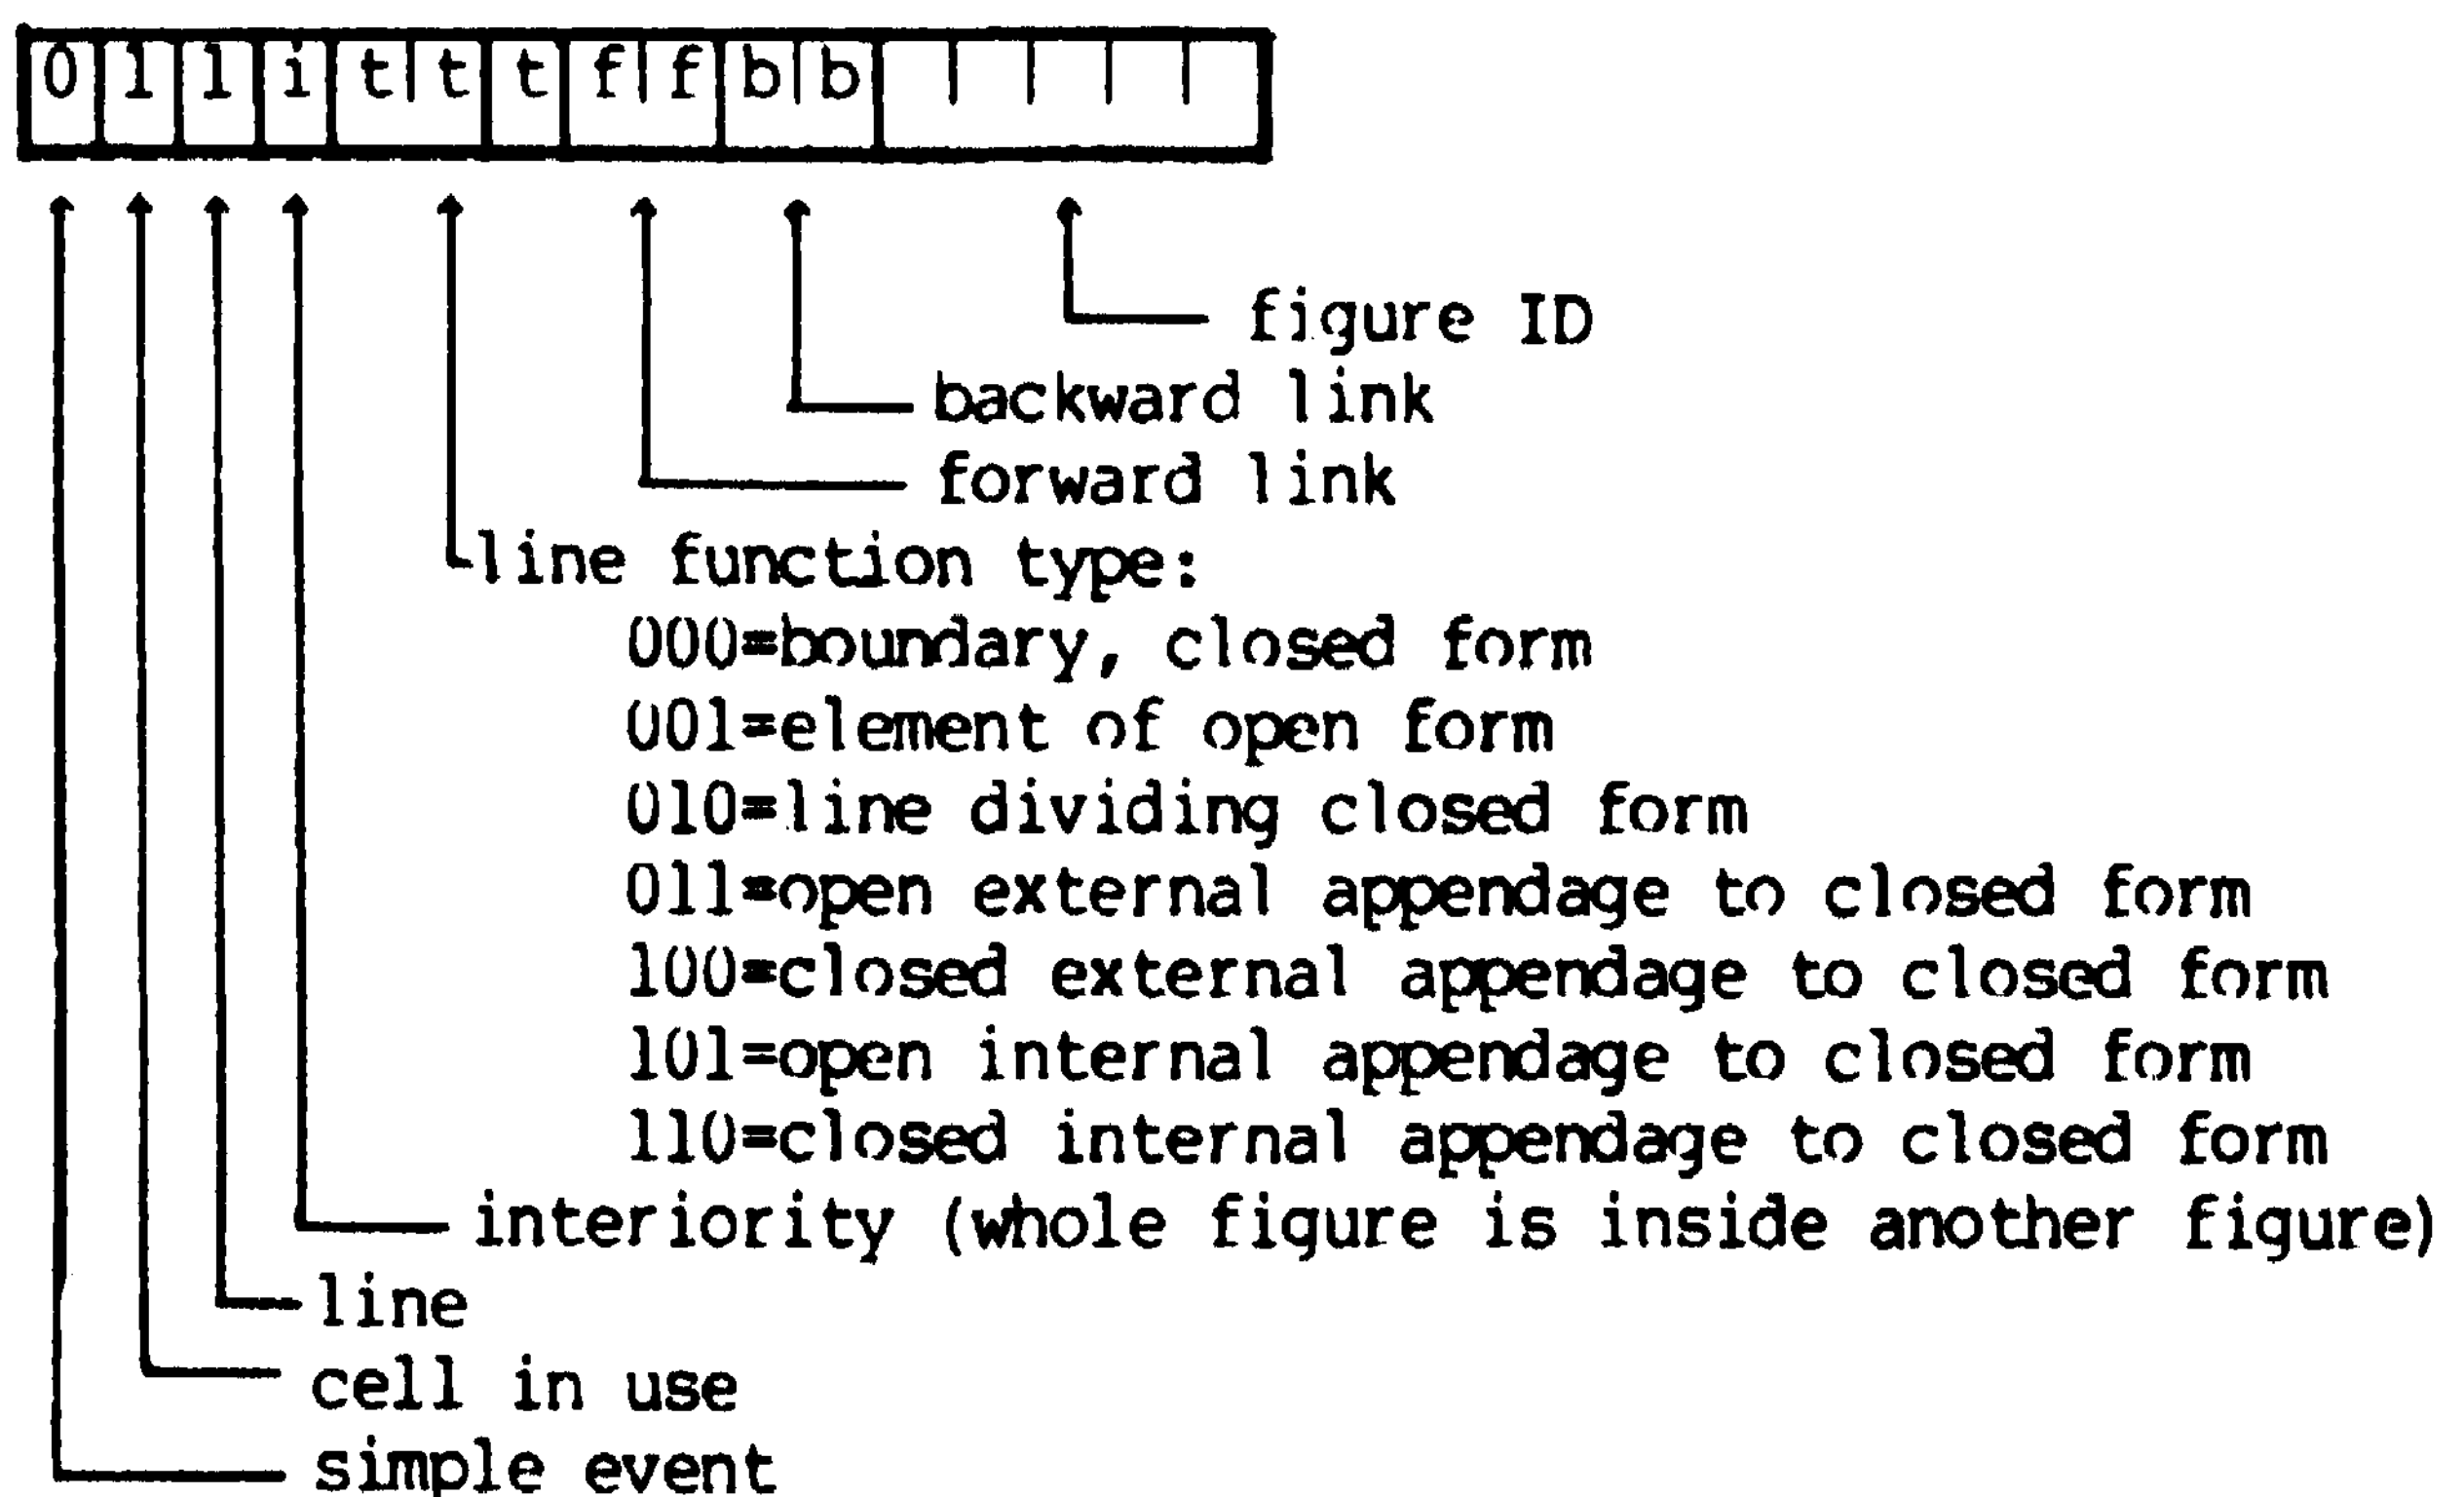 0 1 1 i t t t f f b b
figure ID
backward link
forward link
line function type:
000=boundary, closed form
001=element of open form
010=line dividing closed form
011=open external appendage to closed form
100=closed external appendage to closed form
101=open internal appendage to closed form
110=closed internal appendage to closed form
interiority (whole figure is inside another figure)
line
cell in use
simple event